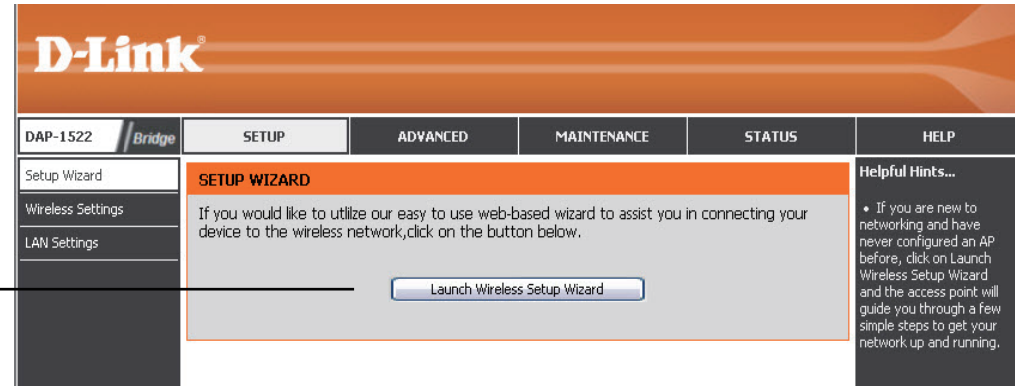 D-Link®
DAP-1522 Bridge SETUP ADVANCED MAINTENANCE STATUS HELP
Setup Wizard
Wireless Settings
LAN Settings
SETUP WIZARD
If you would like to utlilze our easy to use web-based wizard to assist you in connecting your
device to the wireless network,click on the button below.
Launch Wireless Setup Wizard
Helpful Hints...
• If you are new to
networking and have
never configured an AP
before, click on Launch
Wireless Setup Wizard
and the access point will
guide you through a few
simple steps to get your
network up and running.